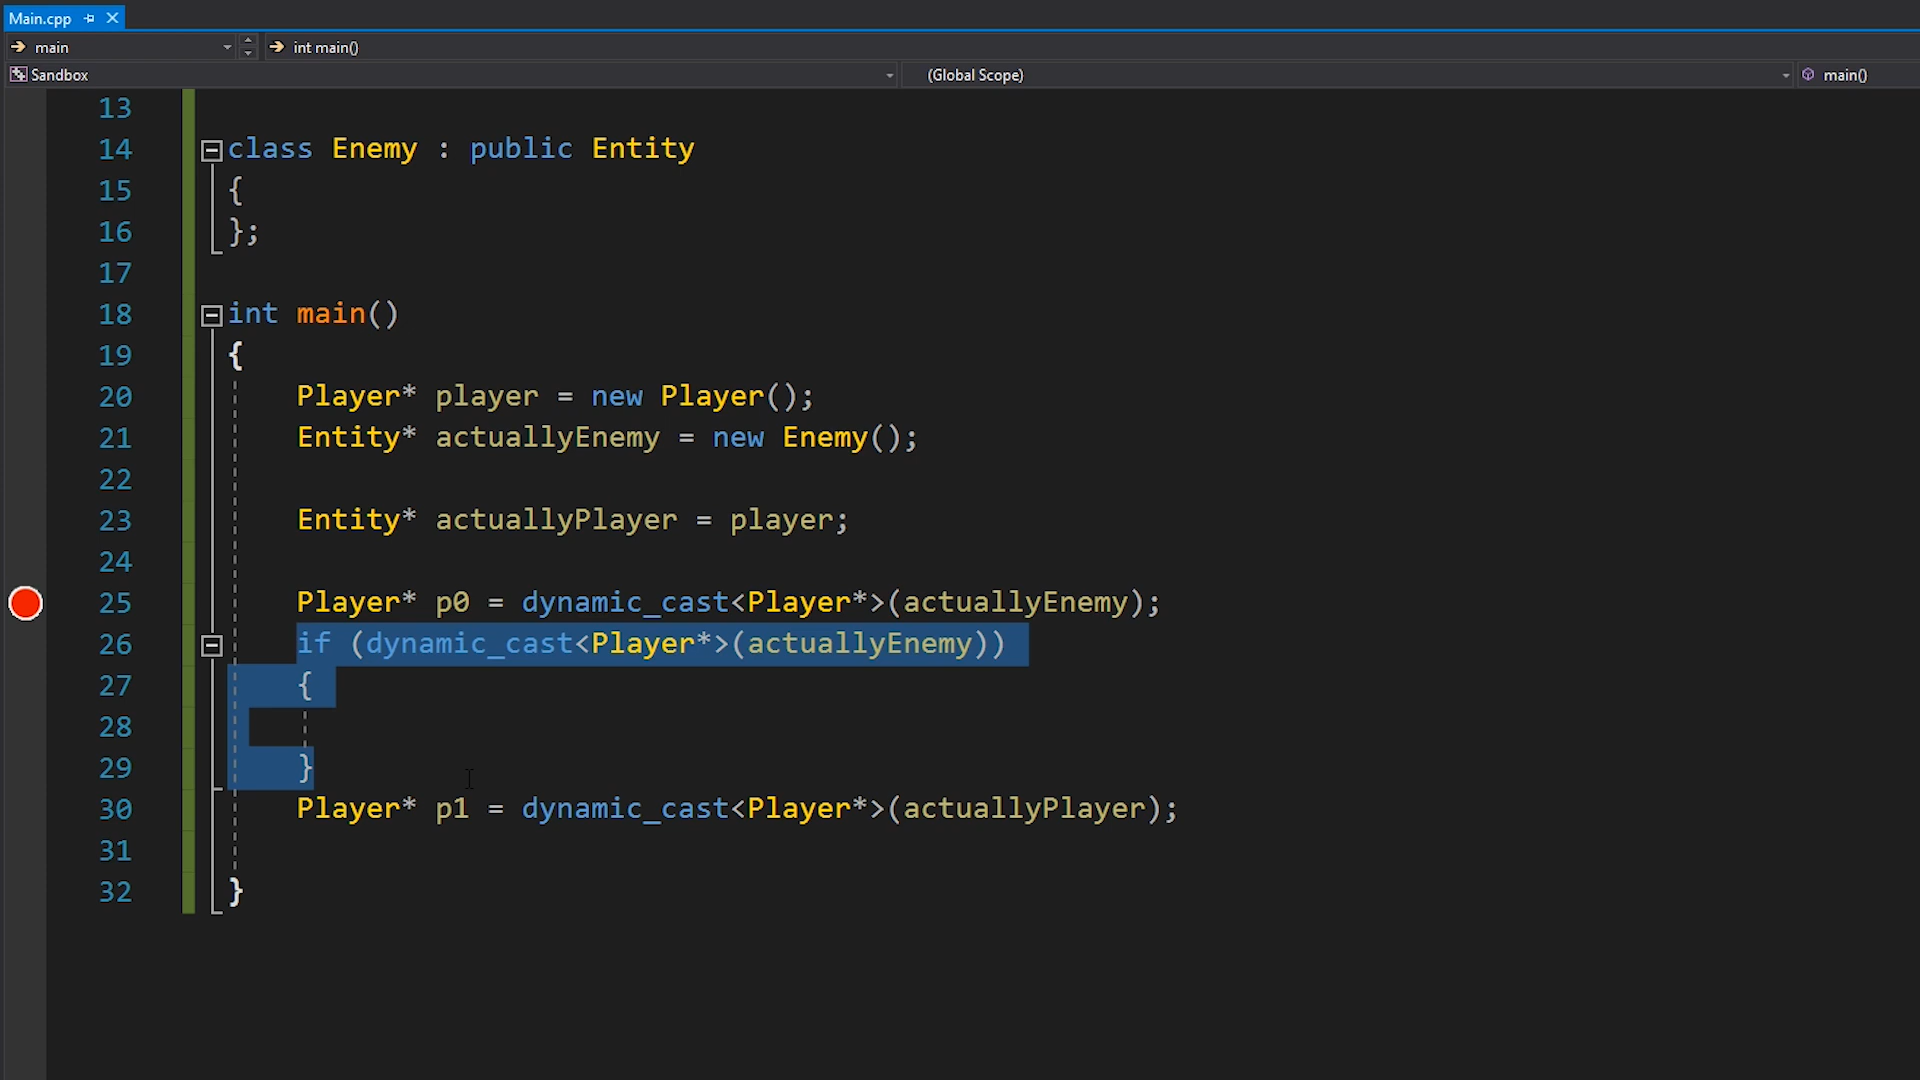 Main.cpp
main int main()
Sandbox (Global Scope) main()
13
14 class Enemy : public Entity
15 {
16 };
17
18 int main()
19 {
20 Player* player = new Player();
21 Entity* actuallyEnemy = new Enemy();
22
23 Entity* actuallyPlayer = player;
24
25 Player* p0 = dynamic_cast<Player*>(actuallyEnemy);
26 if (dynamic_cast<Player*>(actuallyEnemy))
27 {
28
29 }
30 Player* p1 = dynamic_cast<Player*>(actuallyPlayer);
31
32 }